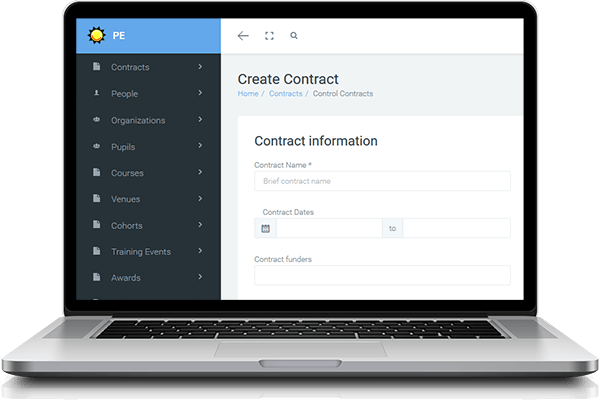 PE
Contracts
People
Organizations
Pupils
Courses
Venues
Cohorts
Training Events
Awards
Create Contract
Home / Contracts / Control Contracts
Contract information
Contract Name *
Brief contract name
Contract Dates
to
Contract funders